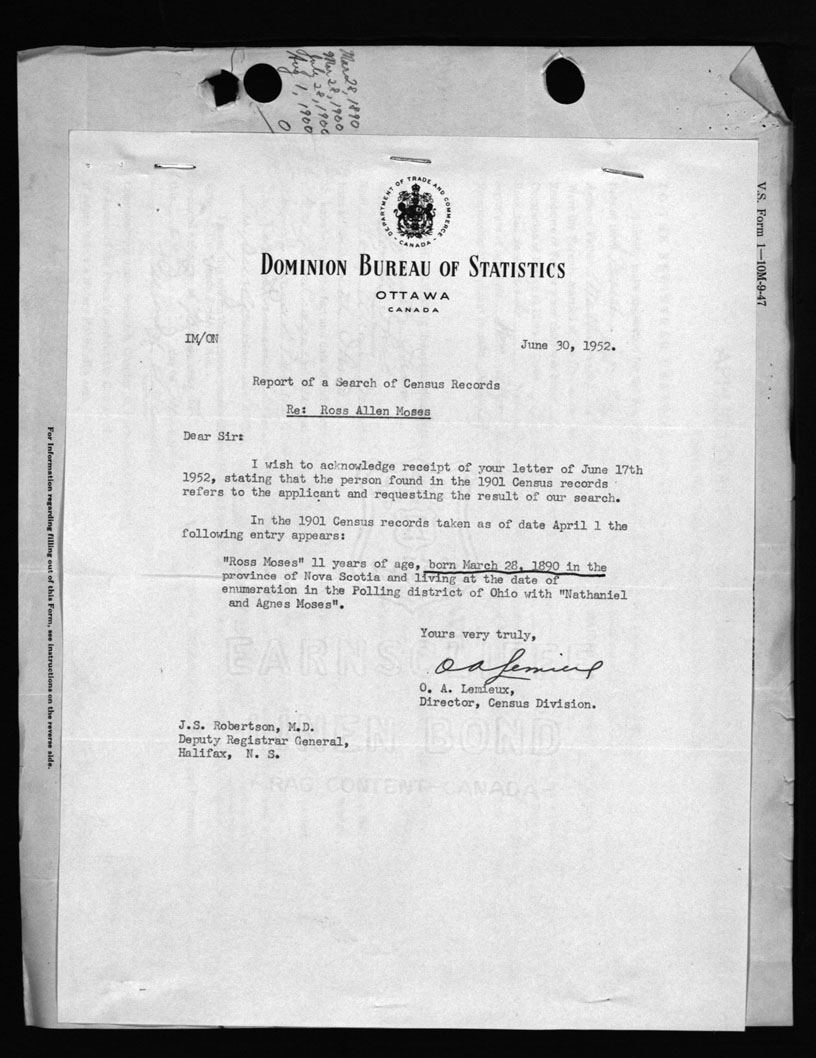 Mar 28, 1890
Mar 28, 1900
July 28, 1900
Aug 1, 1900
0
V.S. Form 1—10M-9-47
DEPARTMENT OF TRADE AND COMMERCE
- CANADA -
DOMINION BUREAU OF STATISTICS
OTTAWA
CANADA
IM/ON
June 30, 1952.
Report of a Search of Census Records
Re: Ross Allen Moses
Dear Sir:
I wish to acknowledge receipt of your letter of June 17th
1952, stating that the person found in the 1901 Census records
refers to the applicant and requesting the result of our search.
In the 1901 Census records taken as of date April 1 the
following entry appears:
"Ross Moses" 11 years of age, born March 28, 1890 in the
province of Nova Scotia and living at the date of
enumeration in the Polling district of Ohio with "Nathaniel
and Agnes Moses".
Yours very truly,
O A Lemieux
O. A. Lemieux,
Director, Census Division.
J.S. Robertson, M.D.
Deputy Registrar General,
Halifax, N. S.
For Information regarding filling out of this Form, see instructions on the reverse side.
EARNSCLIFFE
LINEN BOND
- RAG CONTENT-CANADA -